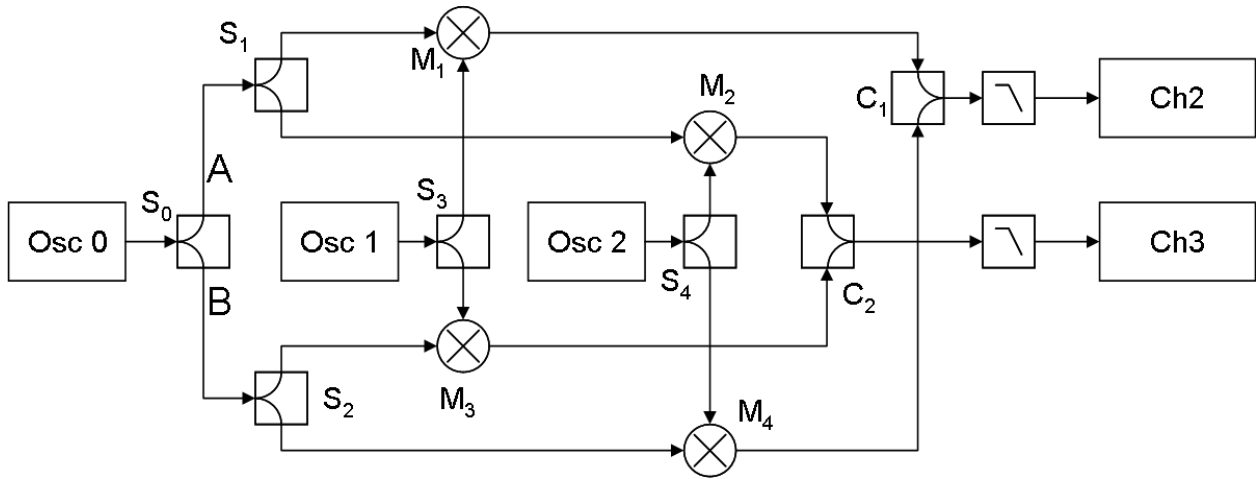 S1
M1
M2
C1
Ch2
A
S0
S3
Osc 0
Osc 1
Osc 2
Ch3
S4
B
C2
S2
M3
M4